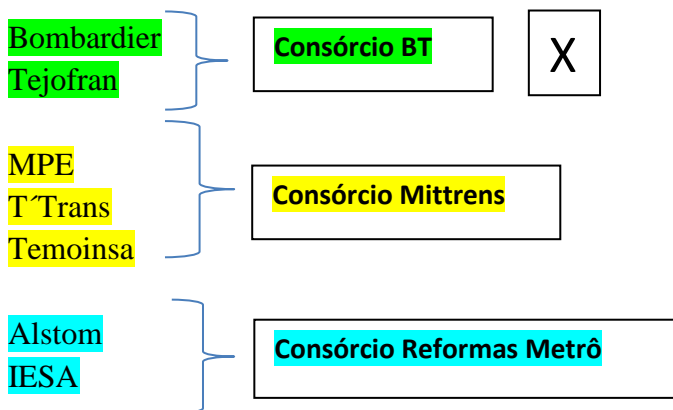 Bombardier
Tejofran
Consórcio BT
X
MPE
T´Trans
Temoinsa
Consórcio Mittrens
Alstom
IESA
Consórcio Reformas Metrô